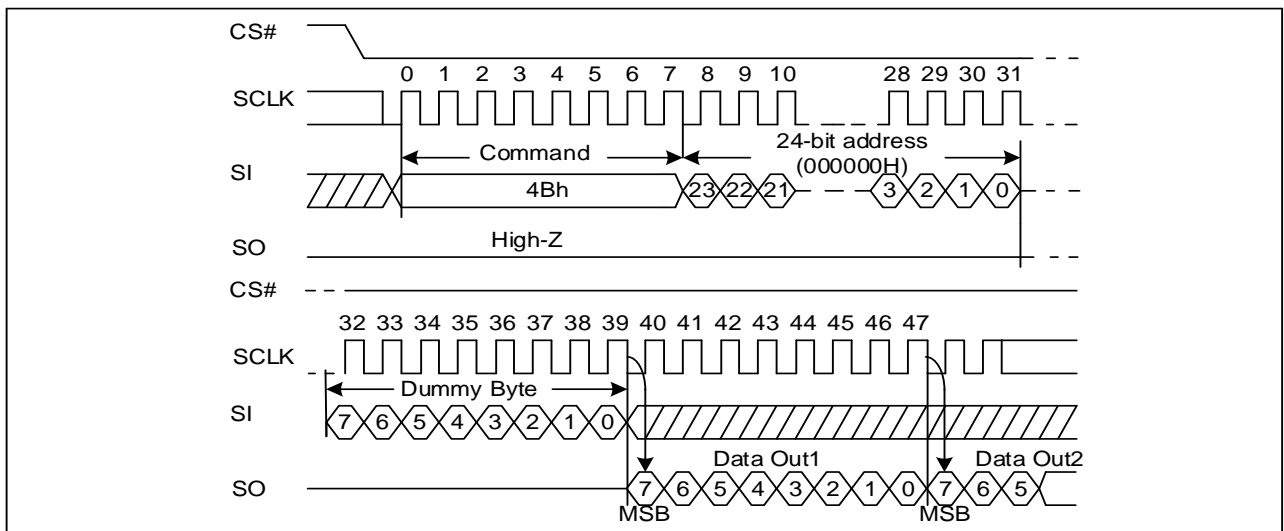 CS#
0 1 2 3 4 5 6 7 8 9 10 28 29 30 31
SCLK
Command
24-bit address
(000000H)
SI
4Bh
23 22 21 3 2 1 0
High-Z
SO
CS#
32 33 34 35 36 37 38 39 40 41 42 43 44 45 46 47
SCLK
Dummy Byte
SI
7 6 5 4 3 2 1 0
Data Out1 Data Out2
SO
7 6 5 4 3 2 1 0 7 6 5
MSB MSB